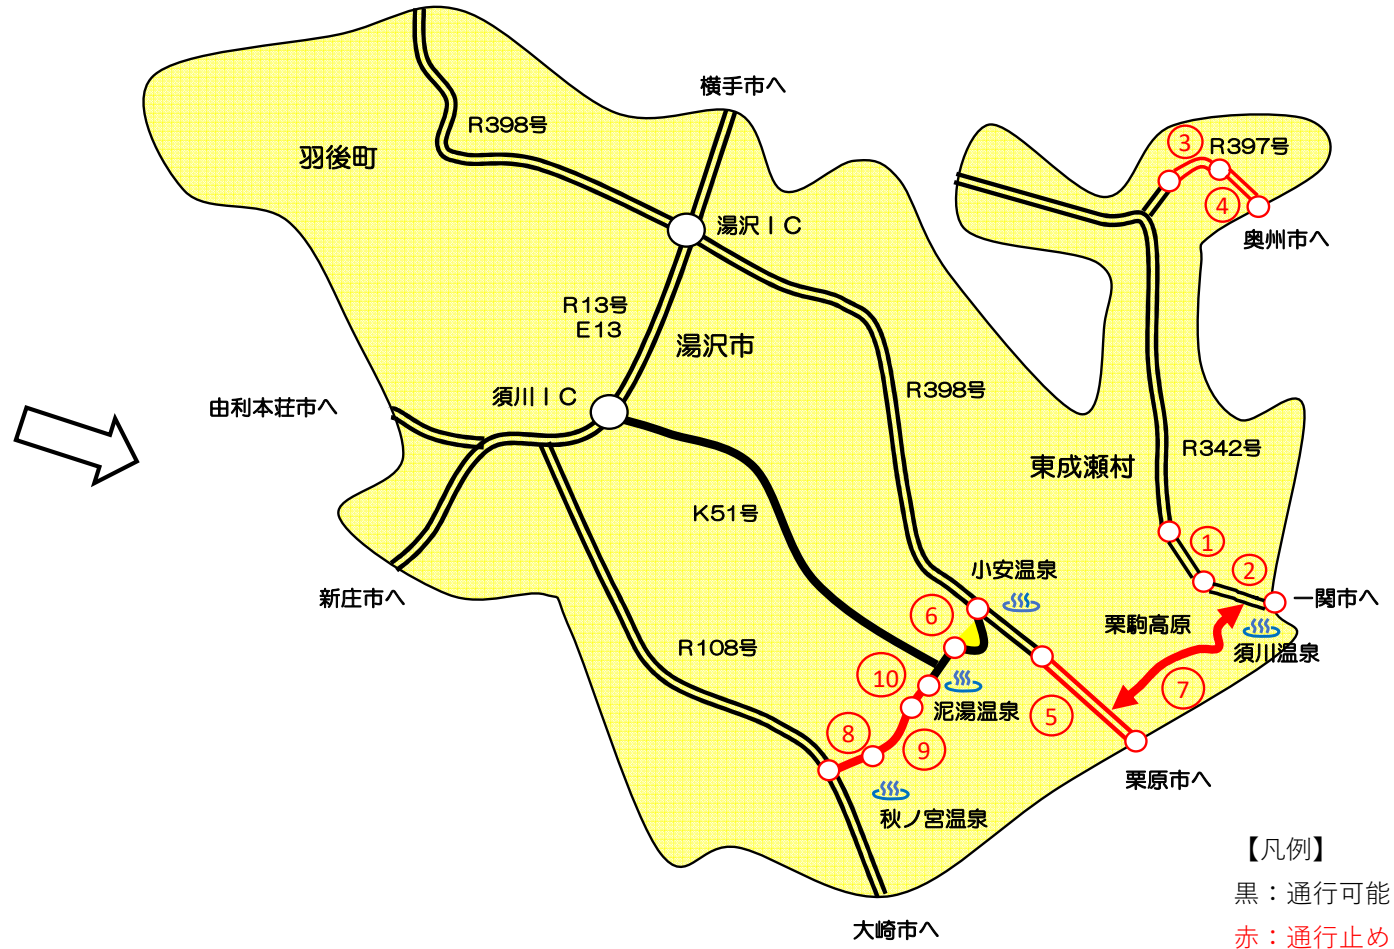 横手市へ
R398号
③
R397号
羽後町
④
湯沢IC
奥州市へ
R13号
E13
湯沢市
R398号
須川IC
由利本荘市へ
R342号
東成瀬村
K51号
①
小安温泉
②
新庄市へ
一関市へ
⑥
栗駒高原
R108号
須川温泉
⑩
⑦
泥湯温泉
⑤
⑧
⑨
栗原市へ
秋ノ宮温泉
【凡例】
黒：通行可能
大崎市へ
赤：通行止め